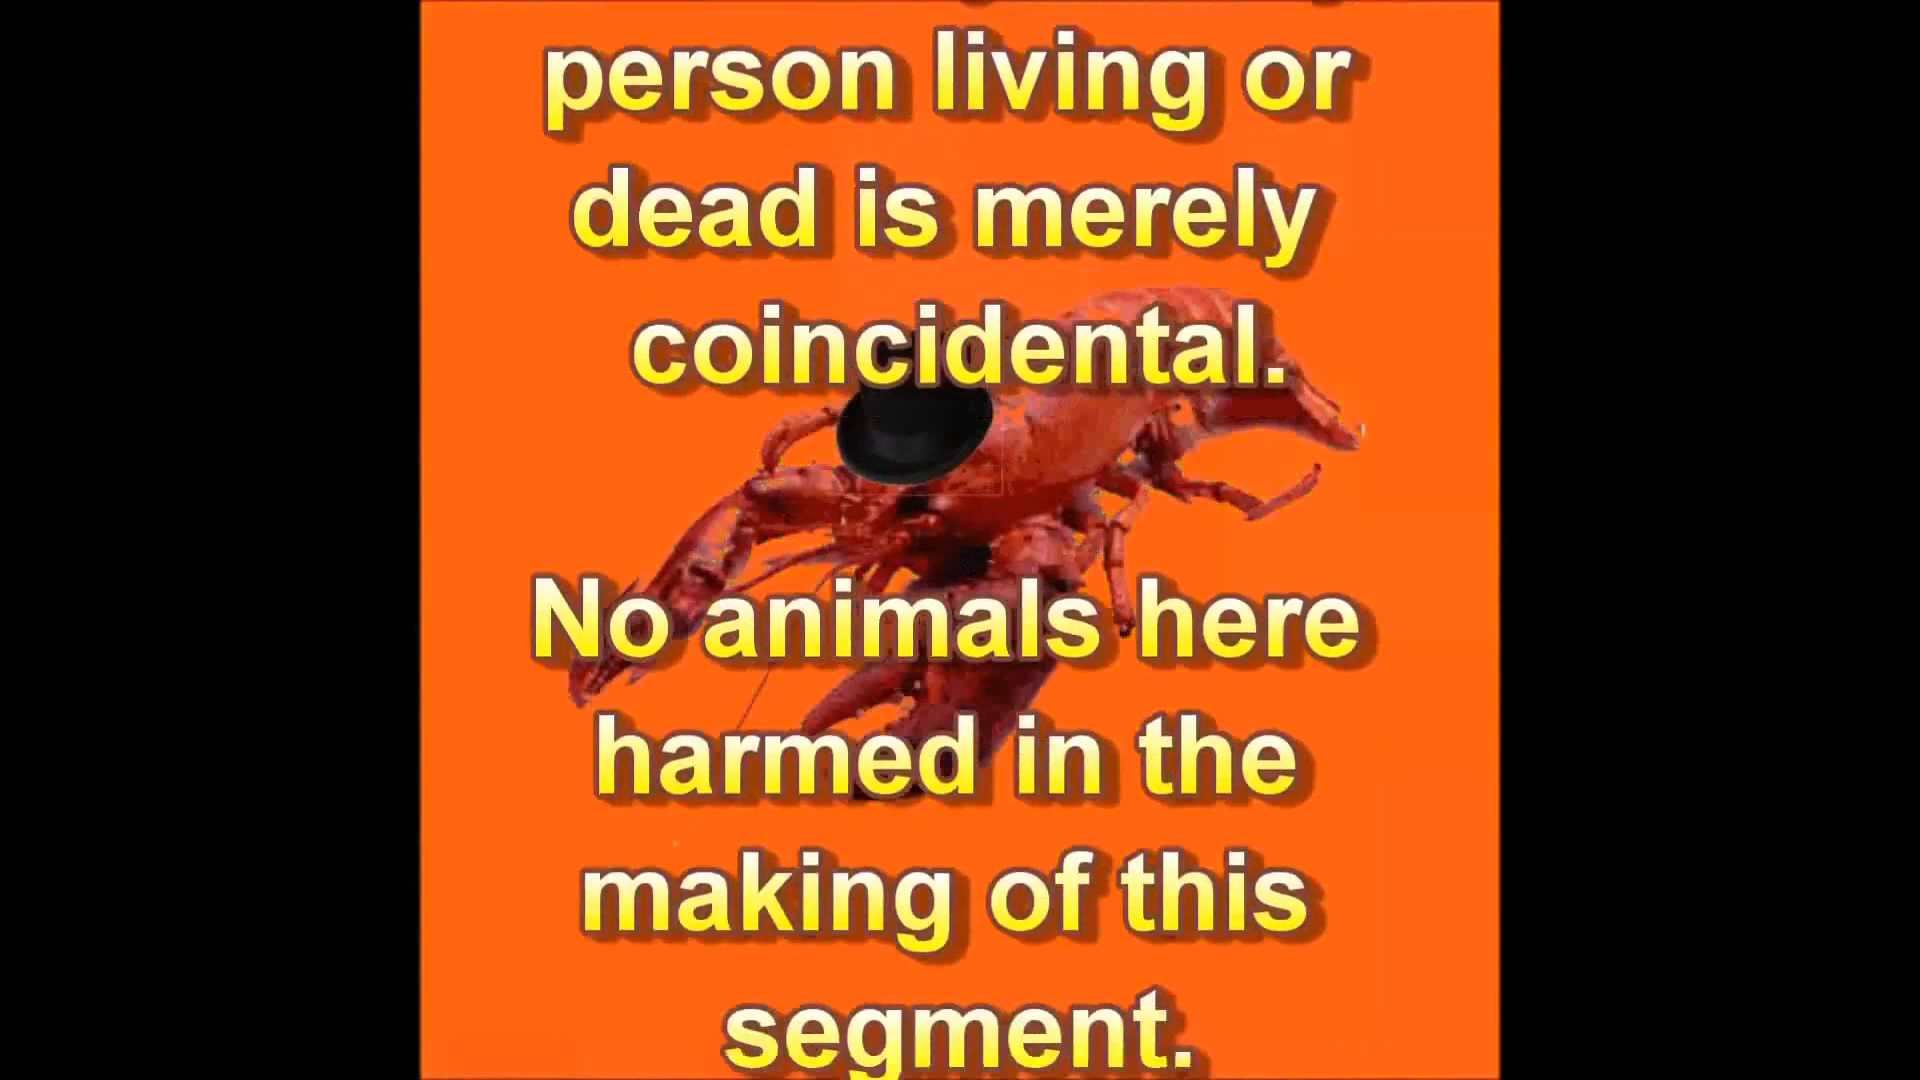 person living or
dead is merely
coincidental.
No animals here
harmed in the
making of this
segment.